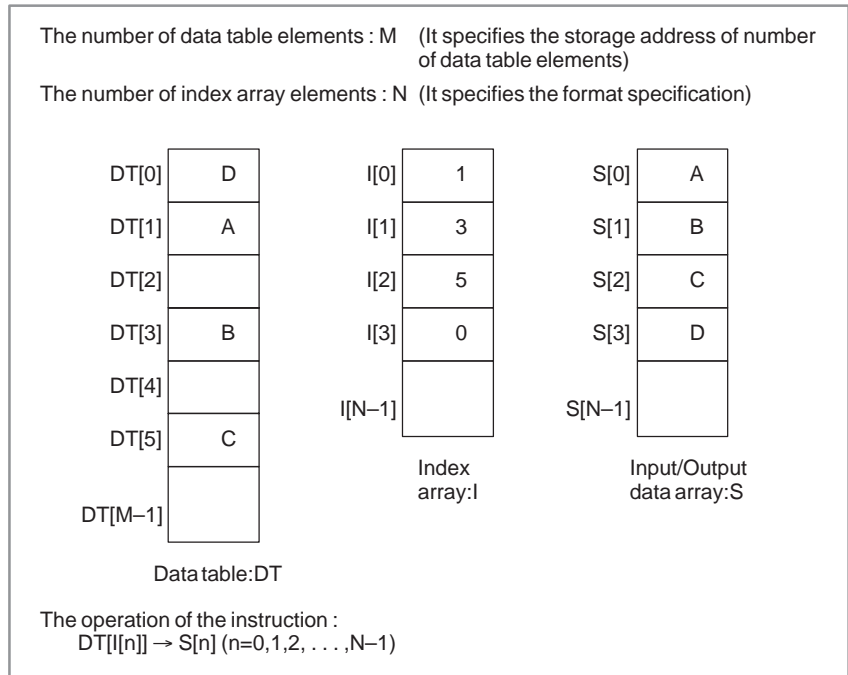 The number of data table elements : M (It specifies the storage address of number
of data table elements)
The number of index array elements : N (It specifies the format specification)
DT[0] D I[0] 1 S[0] A
DT[1] A I[1] 3 S[1] B
DT[2] I[2] 5 S[2] C
DT[3] B I[3] 0 S[3] D
DT[4]
I[N–1] S[N–1]
DT[5] C
Index Input/Output
array:I data array:S
DT[M–1]
Data table:DT
The operation of the instruction :
DT[I[n]] → S[n] (n=0,1,2, . . . ,N–1)